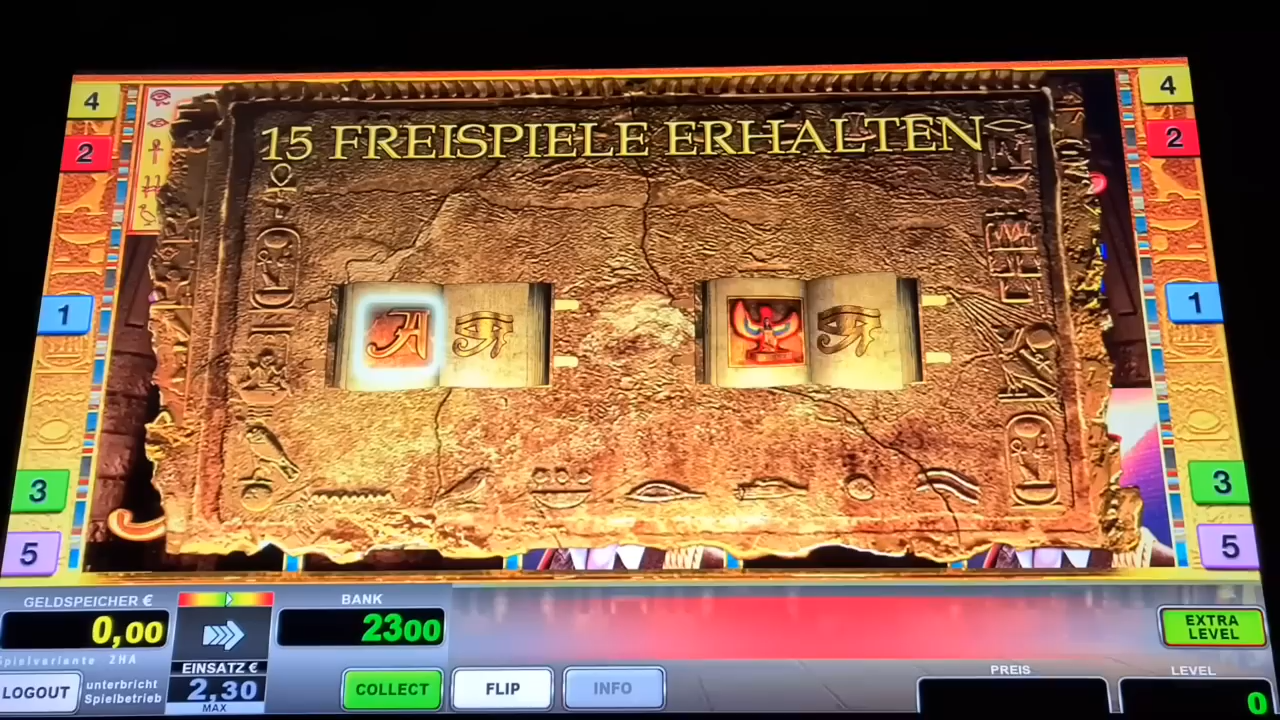 15 FREISPIELE ERHALTEN
4
4
2
2
A
1
1
3
3
5
5
GELDSPEICHER €
0,00
Spielvariante 2HA
LOGOUT
unterbricht
Spielbetrieb
EINSATZ €
2,30
MAX
BANK
2300
COLLECT
FLIP
INFO
EXTRA
LEVEL
PREIS
LEVEL
0